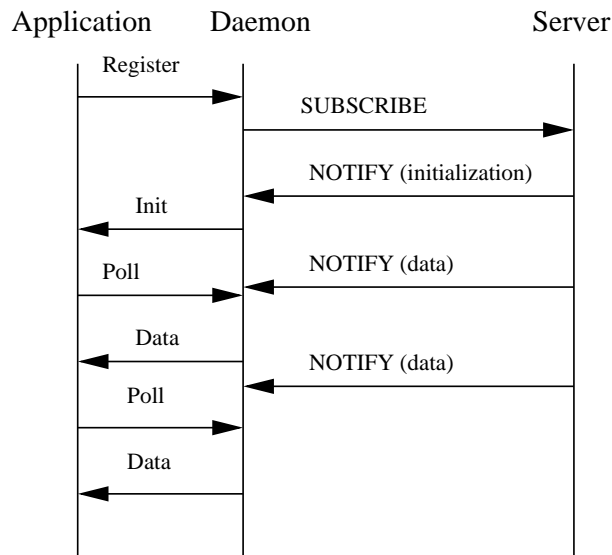 Application Daemon Server
Register
SUBSCRIBE
NOTIFY (initialization)
Init
NOTIFY (data)
Poll
Data
NOTIFY (data)
Poll
Data